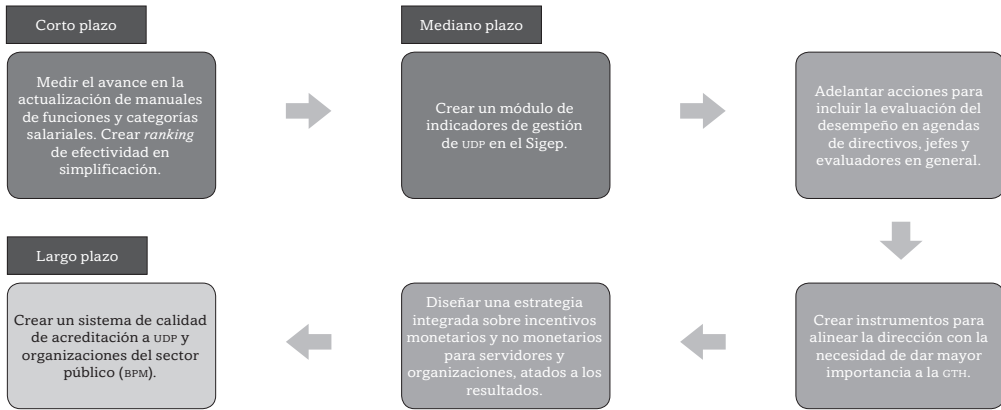 Corto plazo
Medir el avance en la
actualización de manuales
de funciones y categorías
salariales. Crear ranking
de efectividad en
simplificación.
Mediano plazo
Crear un módulo de
indicadores de gestión
de UDP en el Sigep.
Adelantar acciones para
incluir la evaluación del
desempeño en agendas
de directivos, jefes y
evaluadores en general.
Crear instrumentos para
alinear la dirección con la
necesidad de dar mayor
importancia a la GTH.
Diseñar una estrategia
integrada sobre incentivos
monetarios y no monetarios
para servidores y
organizaciones, atados a los
resultados.
Largo plazo
Crear un sistema de calidad
de acreditación a UDP y
organizaciones del sector
público (BPM).